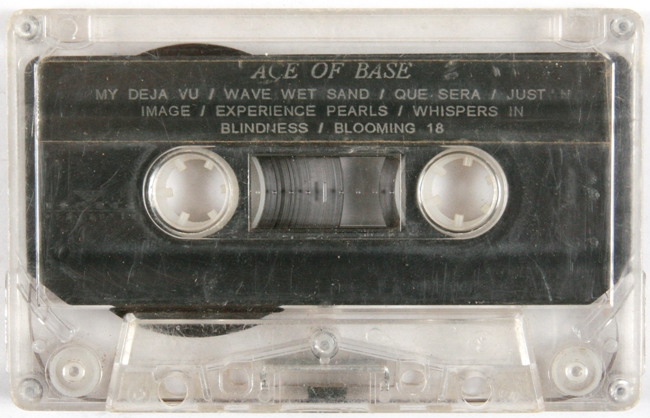 ACE OF BASE
MY DEJA VU / WAVE WET SAND / QUE SERA / JUST N
IMAGE / EXPERIENCE PEARLS / WHISPERS IN
BLINDNESS / BLOOMING 18